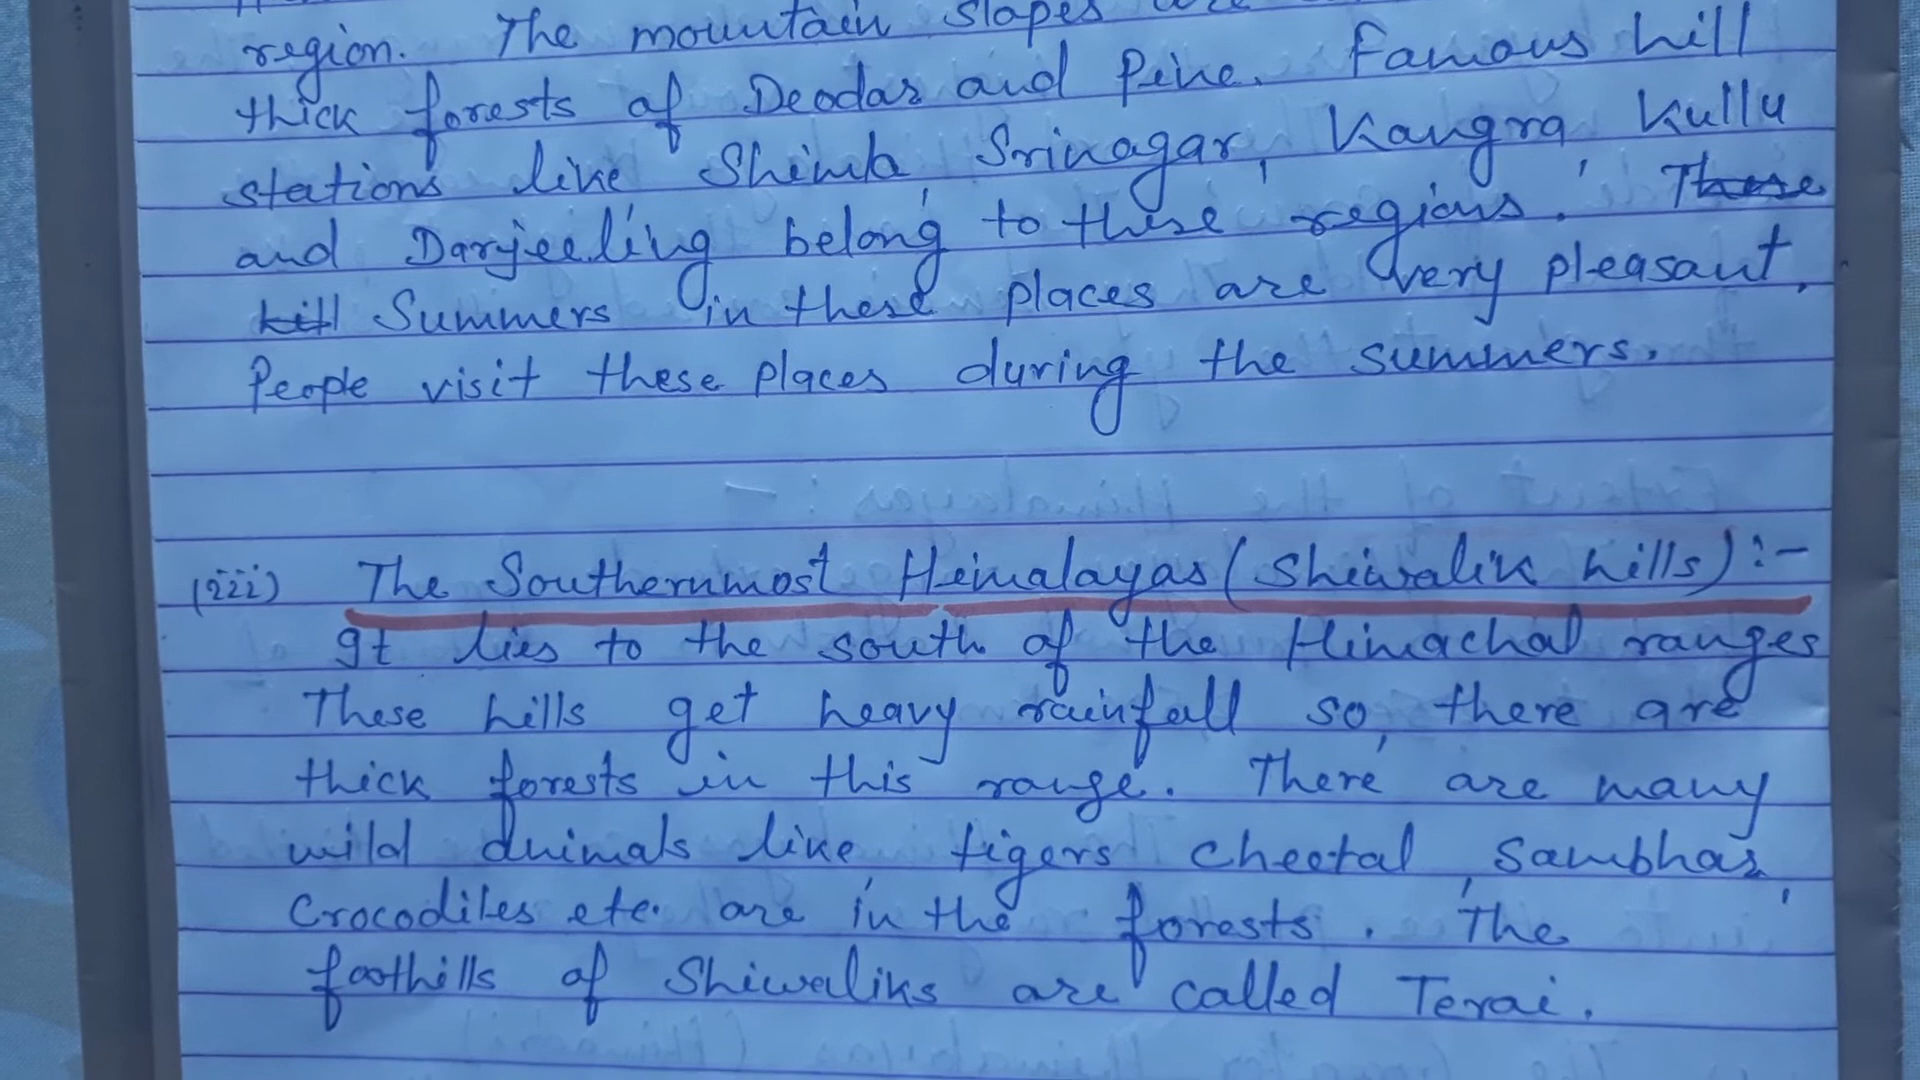 region. The mountain slopes are
thick forests of Deodar and Pine. Famous hill
stations like Shimla, Srinagar, Kangra, Kullu
and Darjeeling belong to these regions. These
hill Summers in these places are very pleasant.
People visit these places during the summers.
(iii) The Southernmost Himalayas (Shiwalik hills):-
It lies to the south of the Himachal ranges
These hills get heavy rainfall so, there are
thick forests in this range. There are many
wild animals like, tigers cheetal, Sambhar,
Crocodiles etc. are in the forests. The
foothills of Shiwaliks are called Terai.